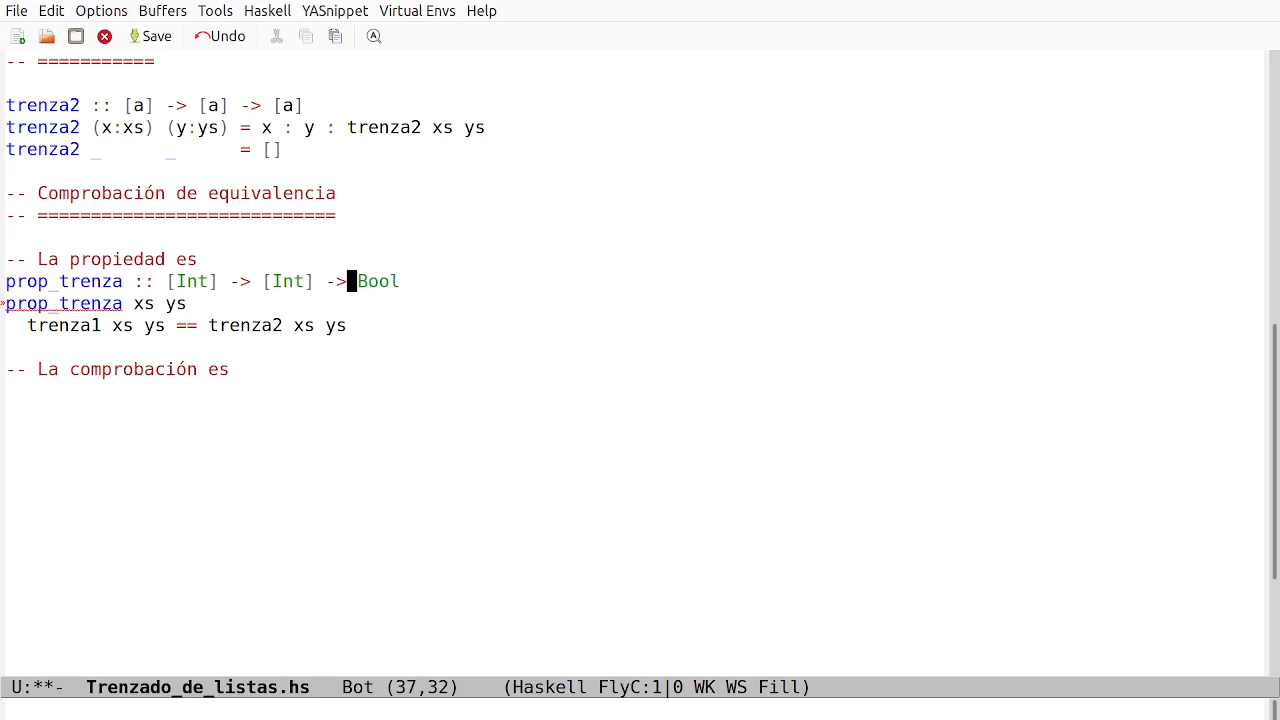 File Edit Options Buffers Tools Haskell YASnippet Virtual Envs Help
Save Undo
-- ===========
trenza2 :: [a] -> [a] -> [a]
trenza2 (x:xs) (y:ys) = x : y : trenza2 xs ys
trenza2 _      _      = []
-- Comprobación de equivalencia
-- ============================
-- La propiedad es
prop_trenza :: [Int] -> [Int] -> Bool
prop_trenza xs ys
  trenza1 xs ys == trenza2 xs ys
-- La comprobación es
U:**-  Trenzado_de_listas.hs   Bot (37,32)    (Haskell FlyC:1|0 WK WS Fill)